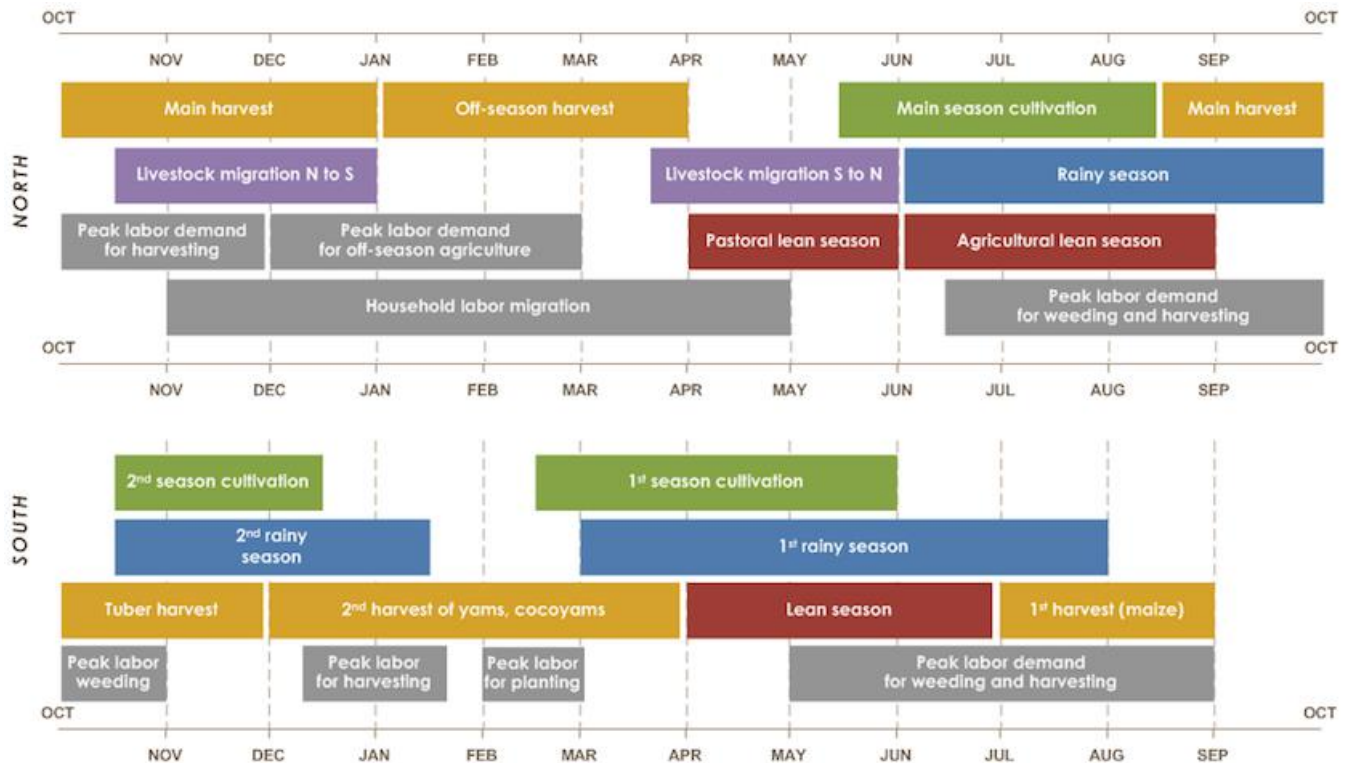 OCT OCT
NOV DEC JAN FEB MAR APR MAY JUN JUL AUG SEP
NORTH
Main harvest Off-season harvest Main season cultivation Main harvest
Livestock migration N to S Livestock migration S to N Rainy season
Peak labor demand
for harvesting
Peak labor demand
for off-season agriculture
Pastoral lean season Agricultural lean season
Household labor migration
Peak labor demand
for weeding and harvesting
OCT OCT
NOV DEC JAN FEB MAR APR MAY JUN JUL AUG SEP
SOUTH
2nd season cultivation 1st season cultivation
2nd rainy
season
1st rainy season
Tuber harvest 2nd harvest of yams, cocoyams Lean season 1st harvest (maize)
Peak labor
weeding
Peak labor
for harvesting
Peak labor
for planting
Peak labor demand
for weeding and harvesting
OCT OCT
NOV DEC JAN FEB MAR APR MAY JUN JUL AUG SEP